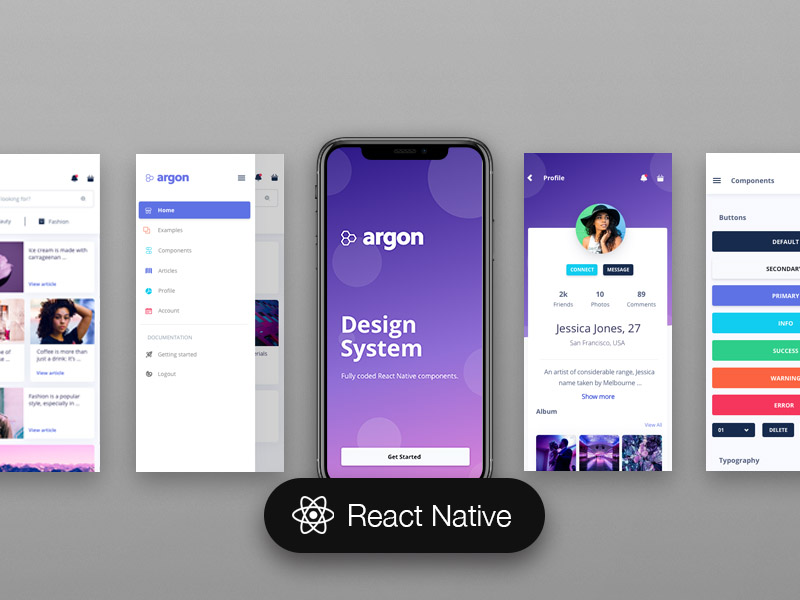 looking for?
Fashion
Ice cream is made with
carrageenan ...
View article
Coffee is more than
just a drink: It's ...
View article
Fashion is a popular
style, especially in ...
View article
argon
Home
Examples
Components
Articles
Profile
Account
DOCUMENTATION
Getting started
Logout
argon
Design
System
Fully coded React Native components.
Get Started
React Native
Profile
CONNECT
MESSAGE
2k
10
89
Friends
Photos
Comments
Jessica Jones, 27
San Francisco, USA
An artist of considerable range, Jessica
name taken by Melbourne ...
Show more
Album
View All
Components
Buttons
DEFAULT
SECONDARY
PRIMARY
INFO
SUCCESS
WARNING
ERROR
01
DELETE
Typography